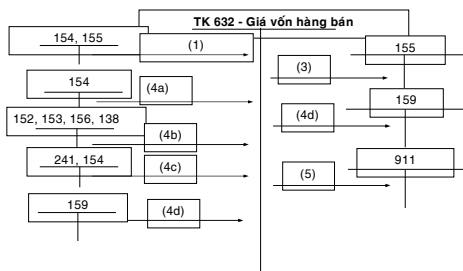 TK 632 - Giá vốn hàng bán
154, 155
(1)
154
(4a)
152, 153, 156, 138
(4b)
241, 154
(4c)
159
(4d)
155
(3)
159
(4d)
911
(5)